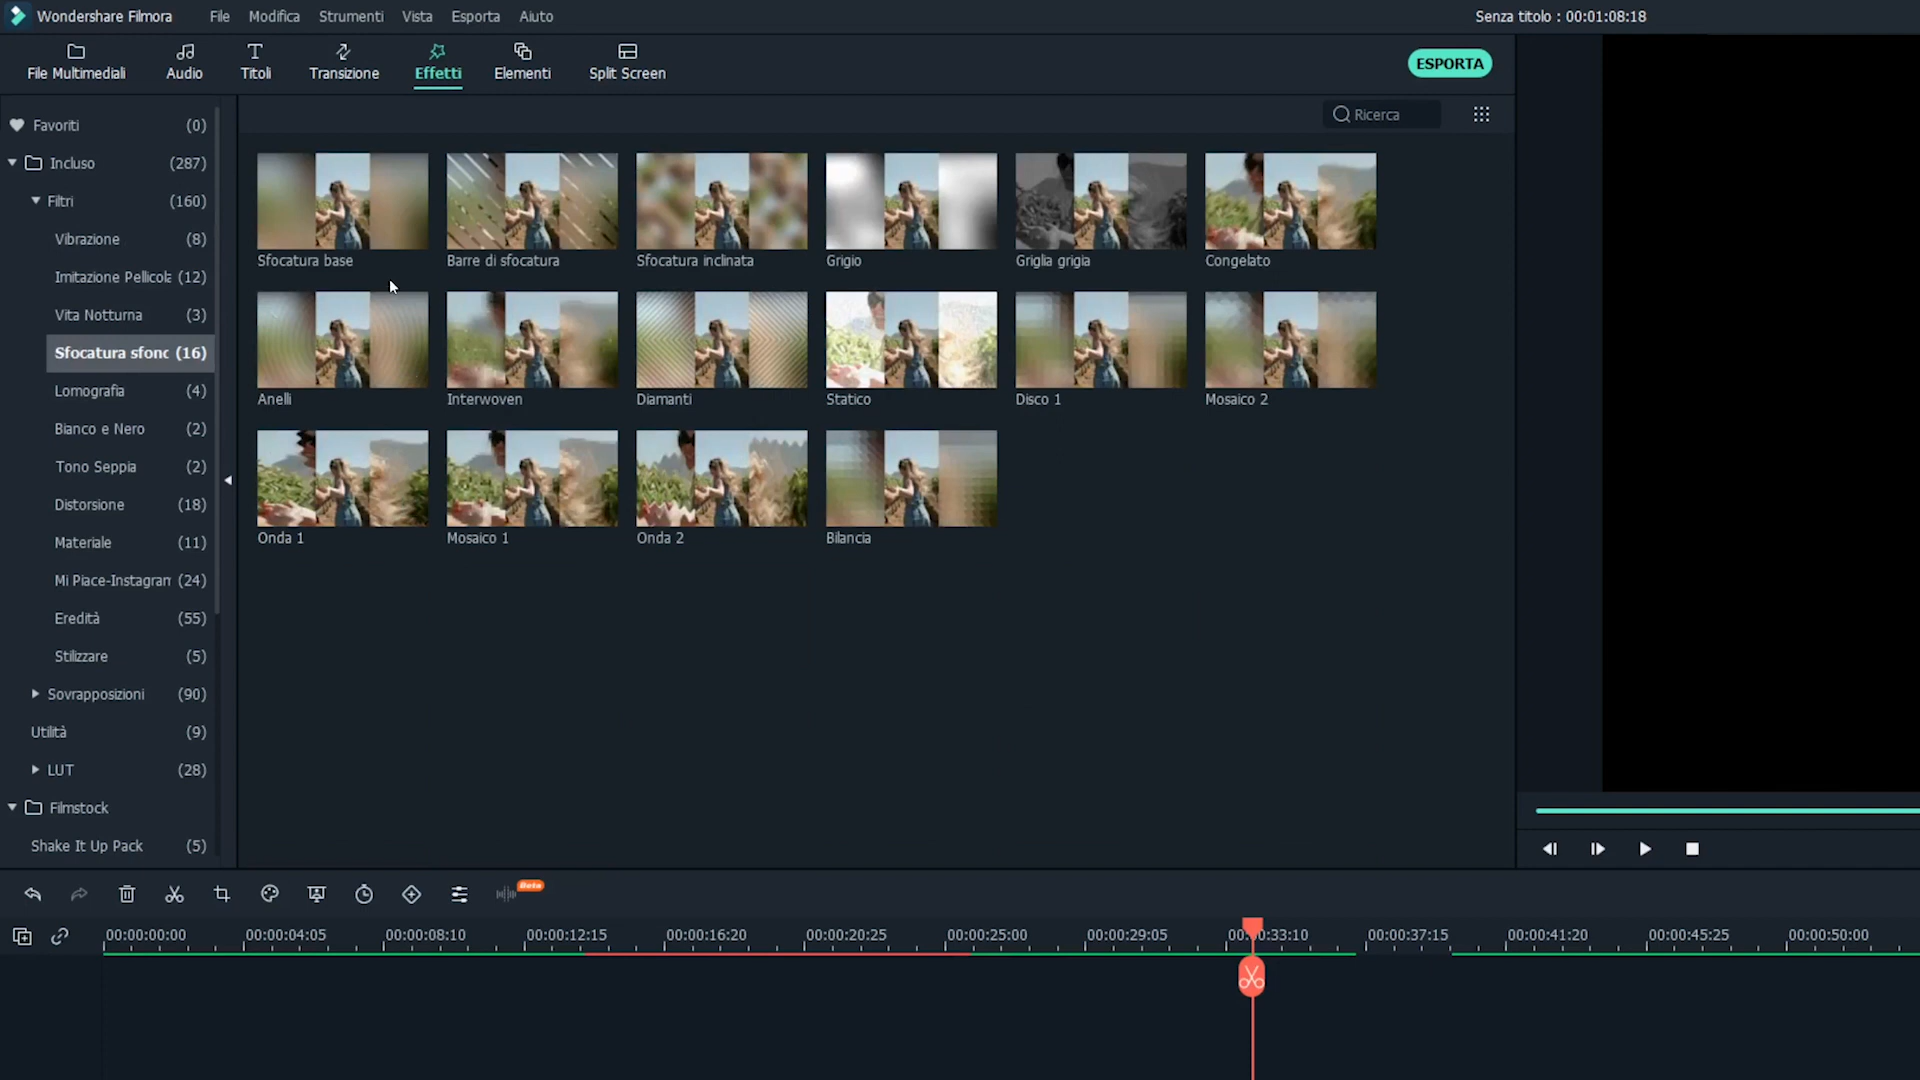 Wondershare Filmora
File Modifica Strumenti Vista Esporta Aiuto
Senza titolo : 00:01:08:18
File Multimediali Audio Titoli Transizione Effetti Elementi Split Screen
ESPORTA
Ricerca
Favoriti (0)
Incluso (287)
Filtri (160)
Vibrazione (8)
Imitazione Pellicola (12)
Vita Notturna (3)
Sfocatura sfonc (16)
Lomografia (4)
Bianco e Nero (2)
Tono Seppia (2)
Distorsione (18)
Materiale (11)
Mi Piace-Instagram (24)
Eredità (55)
Stilizzare (5)
Sovrapposizioni (90)
Utilità (9)
LUT (28)
Filmstock
Shake It Up Pack (5)
Sfocatura base Barre di sfocatura Sfocatura inclinata Grigio Griglia grigia Congelato
Anelli Interwoven Diamanti Statico Disco 1 Mosaico 2
Onda 1 Mosaico 1 Onda 2 Bilancia
Beta
00:00:00:00 00:00:04:05 00:00:08:10 00:00:12:15 00:00:16:20 00:00:20:25 00:00:25:00 00:00:29:05 00:00:33:10 00:00:37:15 00:00:41:20 00:00:45:25 00:00:50:00